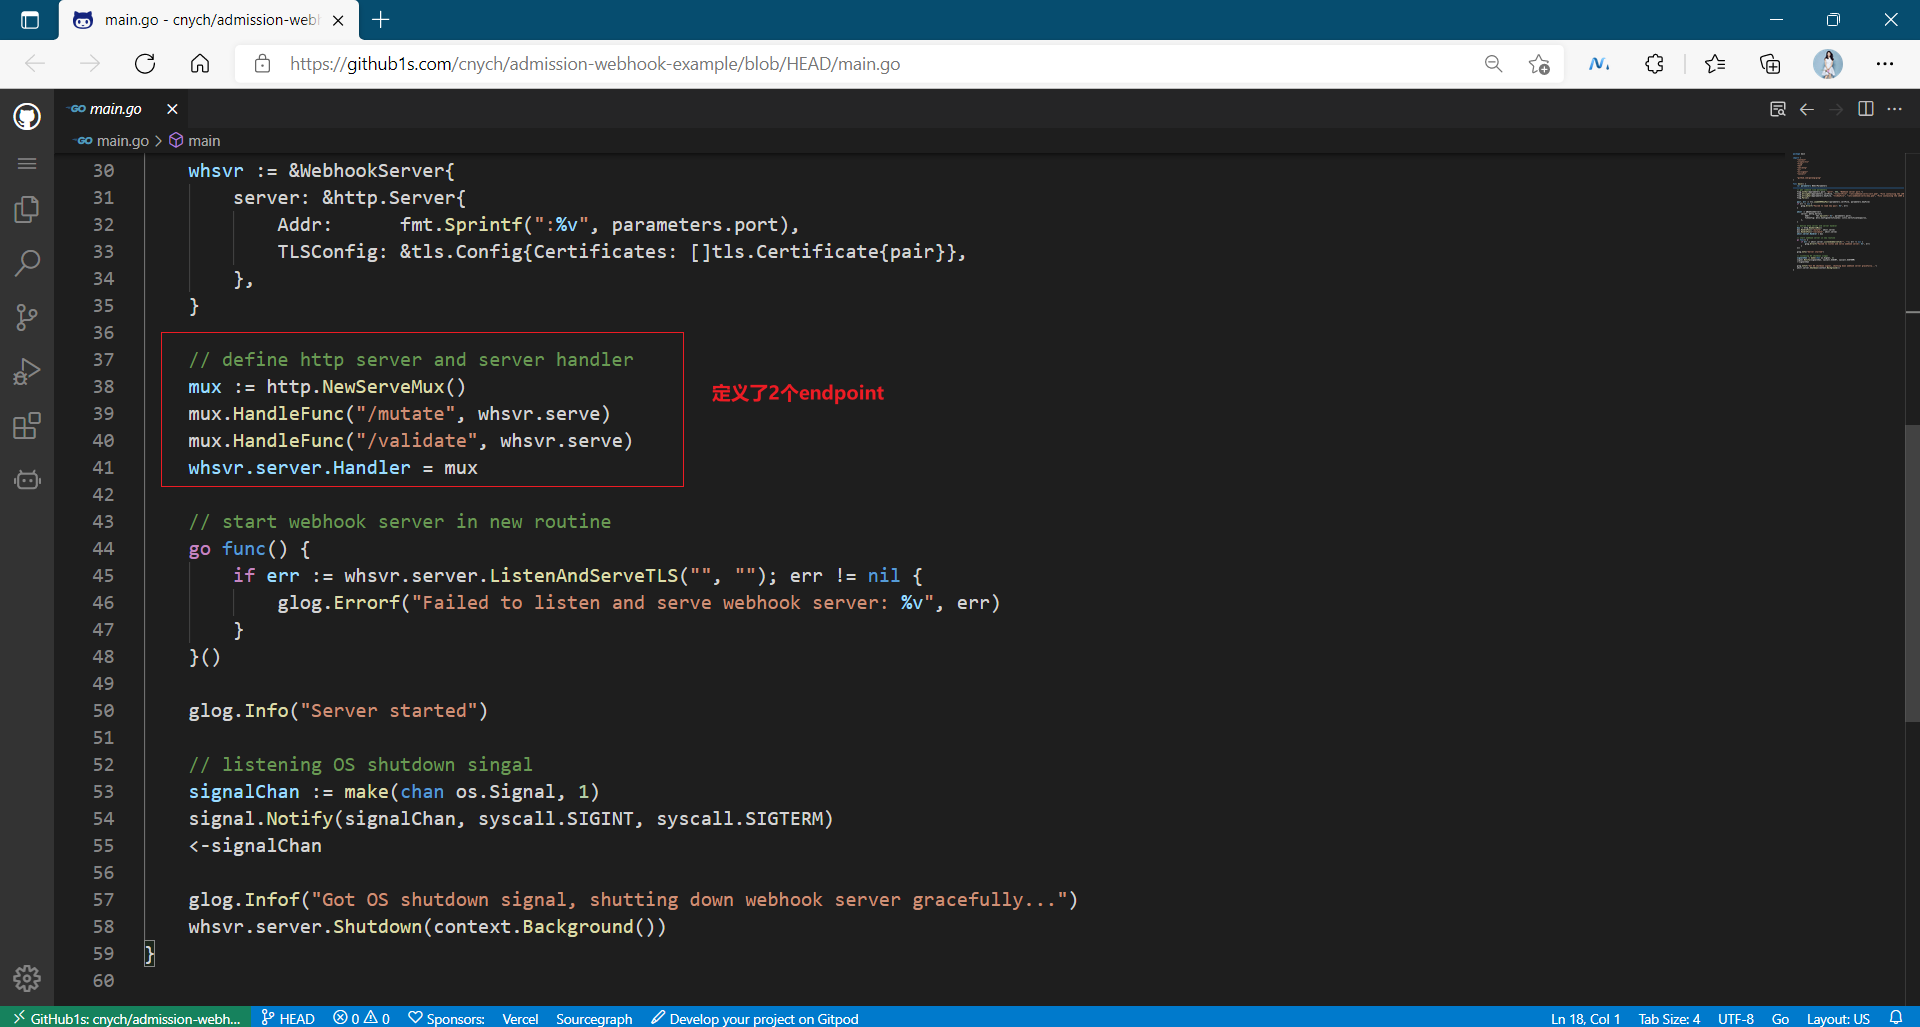 main.go - cnych/admission-webl
https://github1s.com/cnych/admission-webhook-example/blob/HEAD/main.go
GO main.go
GO main.go > main
30 whsvr := &WebhookServer{
31 server: &http.Server{
32 Addr:      fmt.Sprintf(":%v", parameters.port),
33 TLSConfig: &tls.Config{Certificates: []tls.Certificate{pair}},
34 },
35 }
36
37 // define http server and server handler
38 mux := http.NewServeMux()
39 mux.HandleFunc("/mutate", whsvr.serve)
40 mux.HandleFunc("/validate", whsvr.serve)
41 whsvr.server.Handler = mux
定义了2个endpoint
42
43 // start webhook server in new routine
44 go func() {
45 if err := whsvr.server.ListenAndServeTLS("", ""); err != nil {
46 glog.Errorf("Failed to listen and serve webhook server: %v", err)
47 }
48 }()
49
50 glog.Info("Server started")
51
52 // listening OS shutdown singal
53 signalChan := make(chan os.Signal, 1)
54 signal.Notify(signalChan, syscall.SIGINT, syscall.SIGTERM)
55 <-signalChan
56
57 glog.Infof("Got OS shutdown signal, shutting down webhook server gracefully...")
58 whsvr.server.Shutdown(context.Background())
59 }
60
GitHub1s: cnych/admission-webh... HEAD 0 0 Sponsors: Vercel Sourcegraph Develop your project on Gitpod Ln 18, Col 1 Tab Size: 4 UTF-8 Go Layout: US